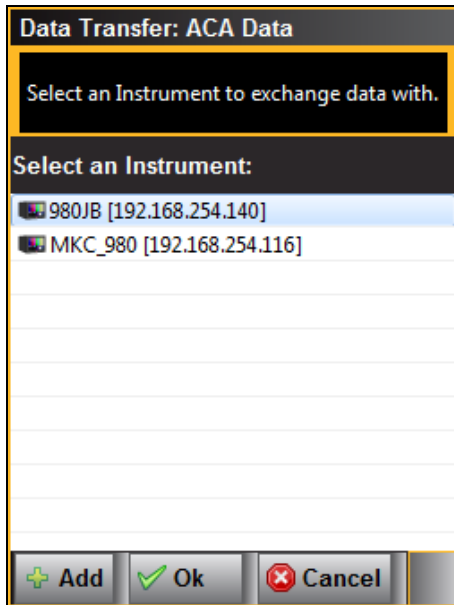 Data Transfer: ACA Data
Select an Instrument to exchange data with.
Select an Instrument:
980JB [192.168.254.140]
MKC_980 [192.168.254.116]
Add Ok Cancel